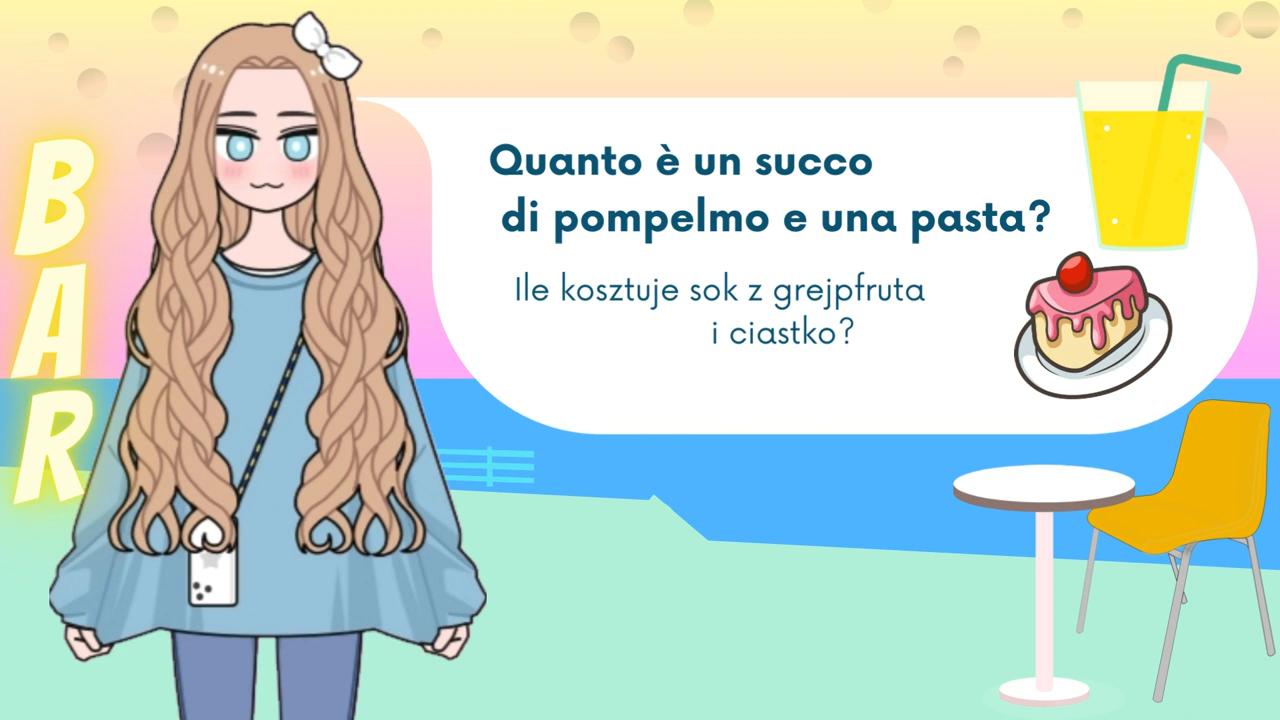 BAR
Quanto è un succo
di pompelmo e una pasta?
Ile kosztuje sok z grejpfruta
i ciastko?